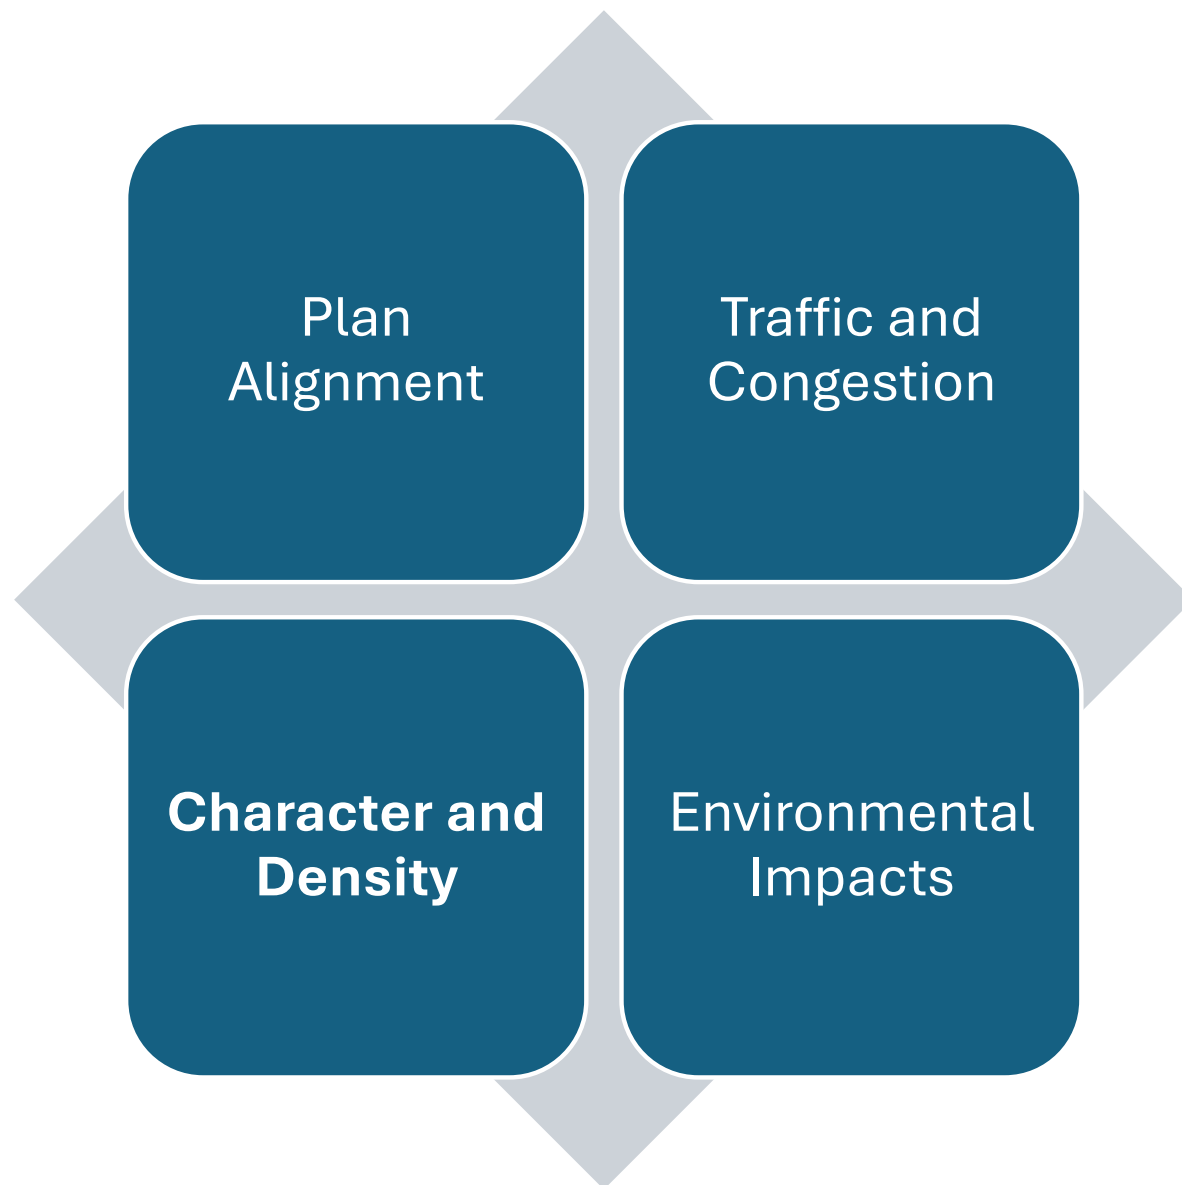 Plan
Alignment
Traffic and
Congestion
Character and
Density
Environmental
Impacts